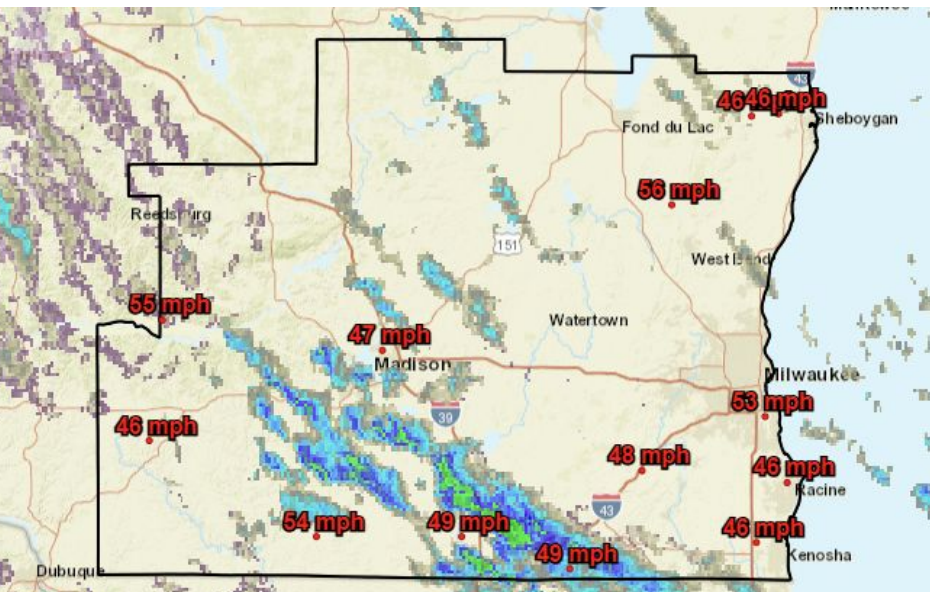 43
4646 mph
Sheboygan
Fond du Lac
56 mph
Reedsburg
151
West Bend
55 mph
Watertown
47 mph
Madison
Milwaukee
53 mph
39
46 mph
48 mph
46 mph
Racine
43
54 mph
49 mph
46 mph
49 mph
Kenosha
Dubuque